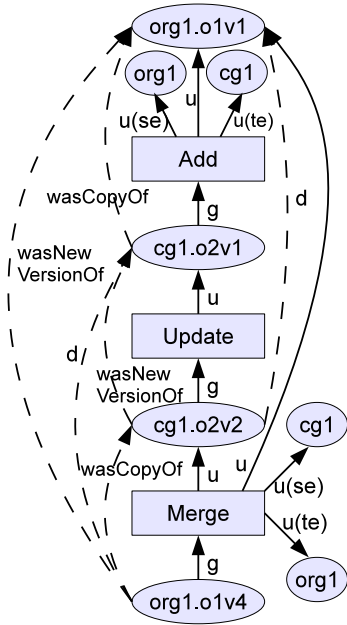 org1.o1v1
org1
cg1
u
u(se)
u(te)
Add
wasCopyOf
d
g
cg1.o2v1
wasNew
VersionOf
u
d
Update
wasNew
VersionOf
g
cg1.o2v2
cg1
wasCopyOf
u
u
u(se)
Merge
u(te)
g
org1
org1.o1v4